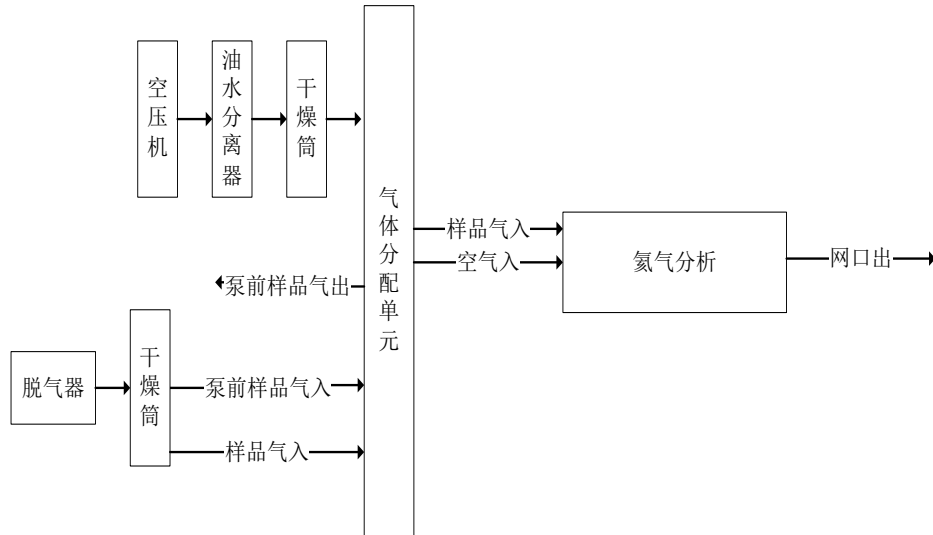 空压机
油水分离器
干燥筒
气体分配单元
样品气入
空气入
氦气分析
网口出
泵前样品气出
脱气器
干燥筒
泵前样品气入
样品气入